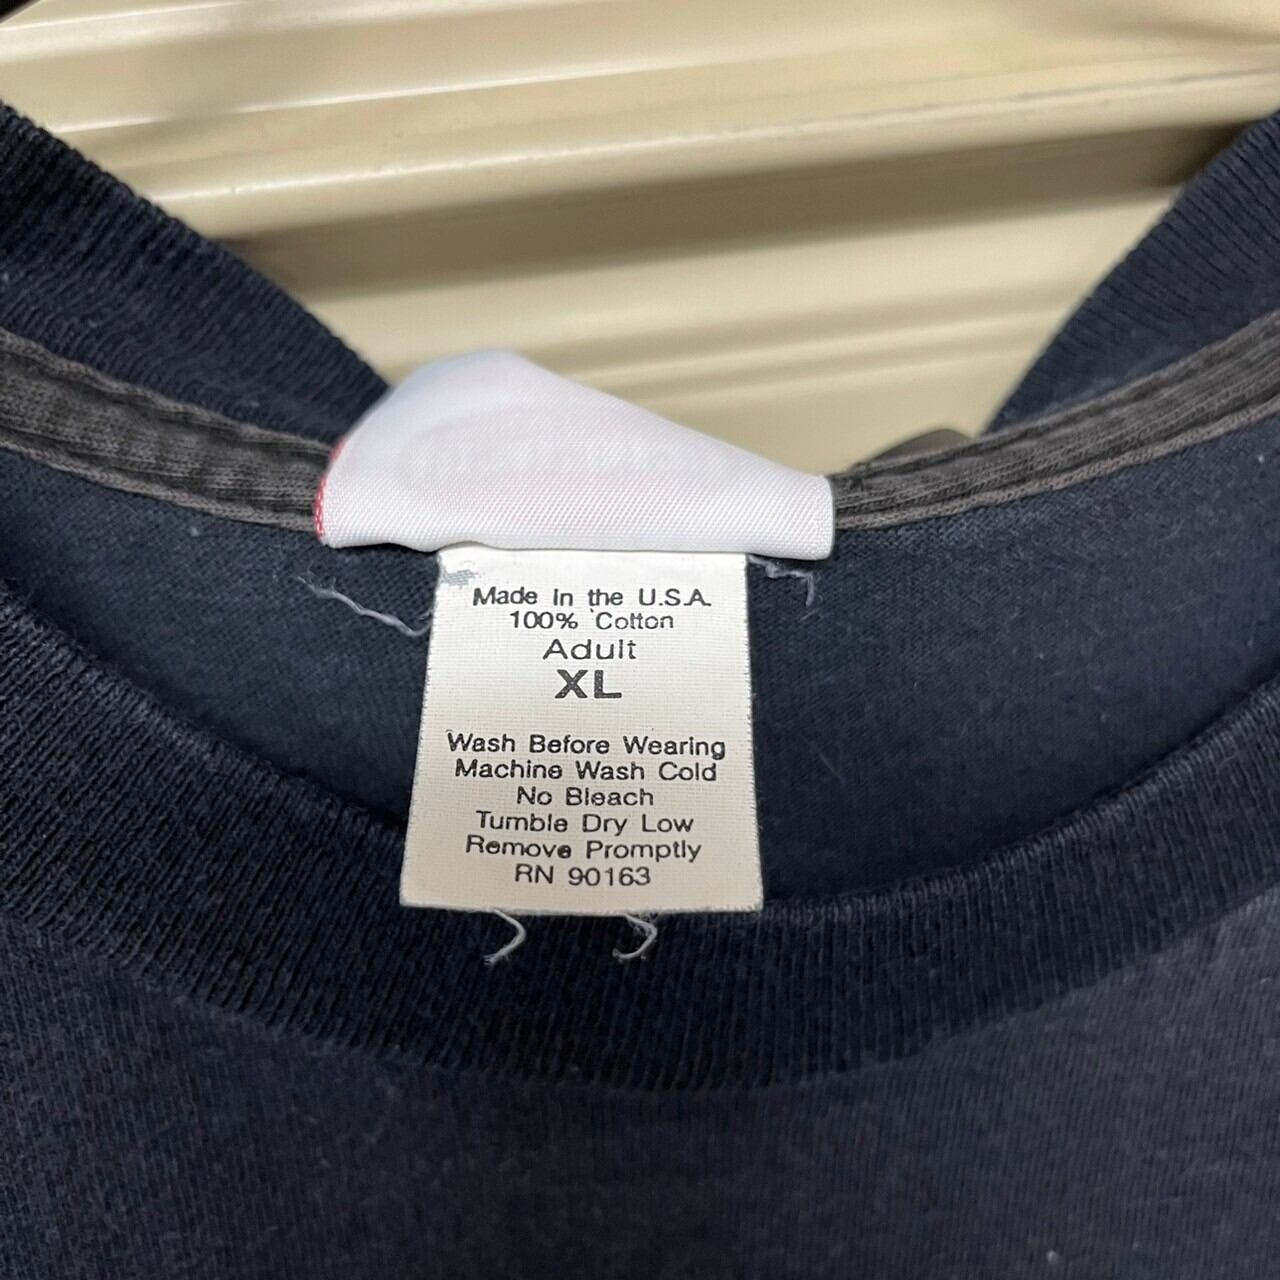 Made in the U.S.A.
100% Cotton
Adult
XL
Wash Before Wearing
Machine Wash Cold
No Bleach
Tumble Dry Low
Remove Promptly
RN 90163